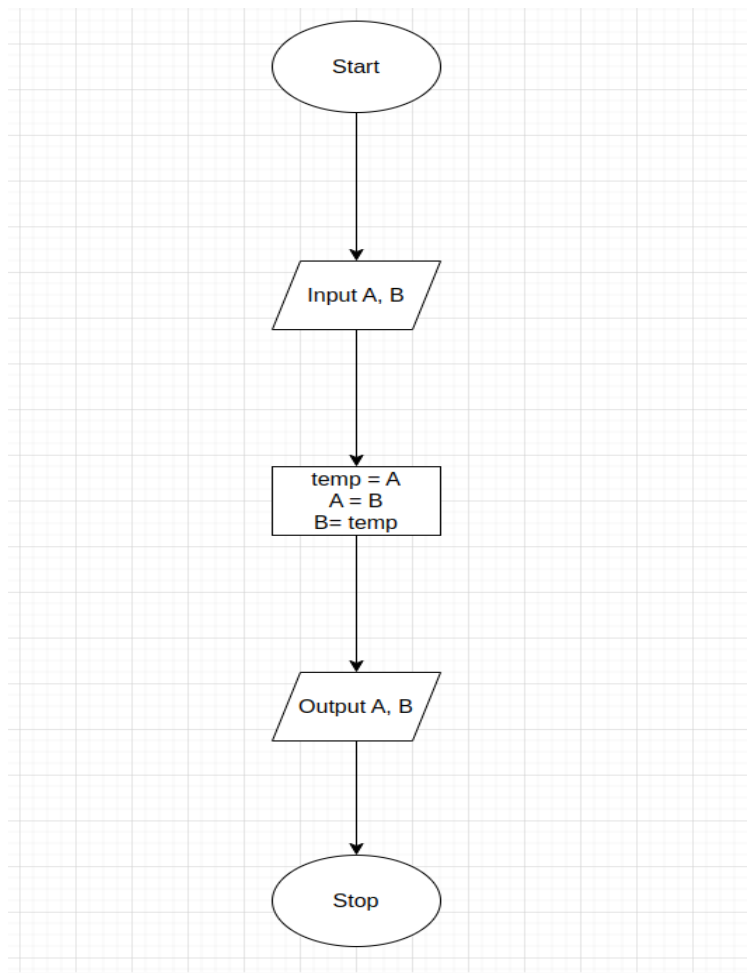 Start
Input A, B
temp = A
A = B
B= temp
Output A, B
Stop